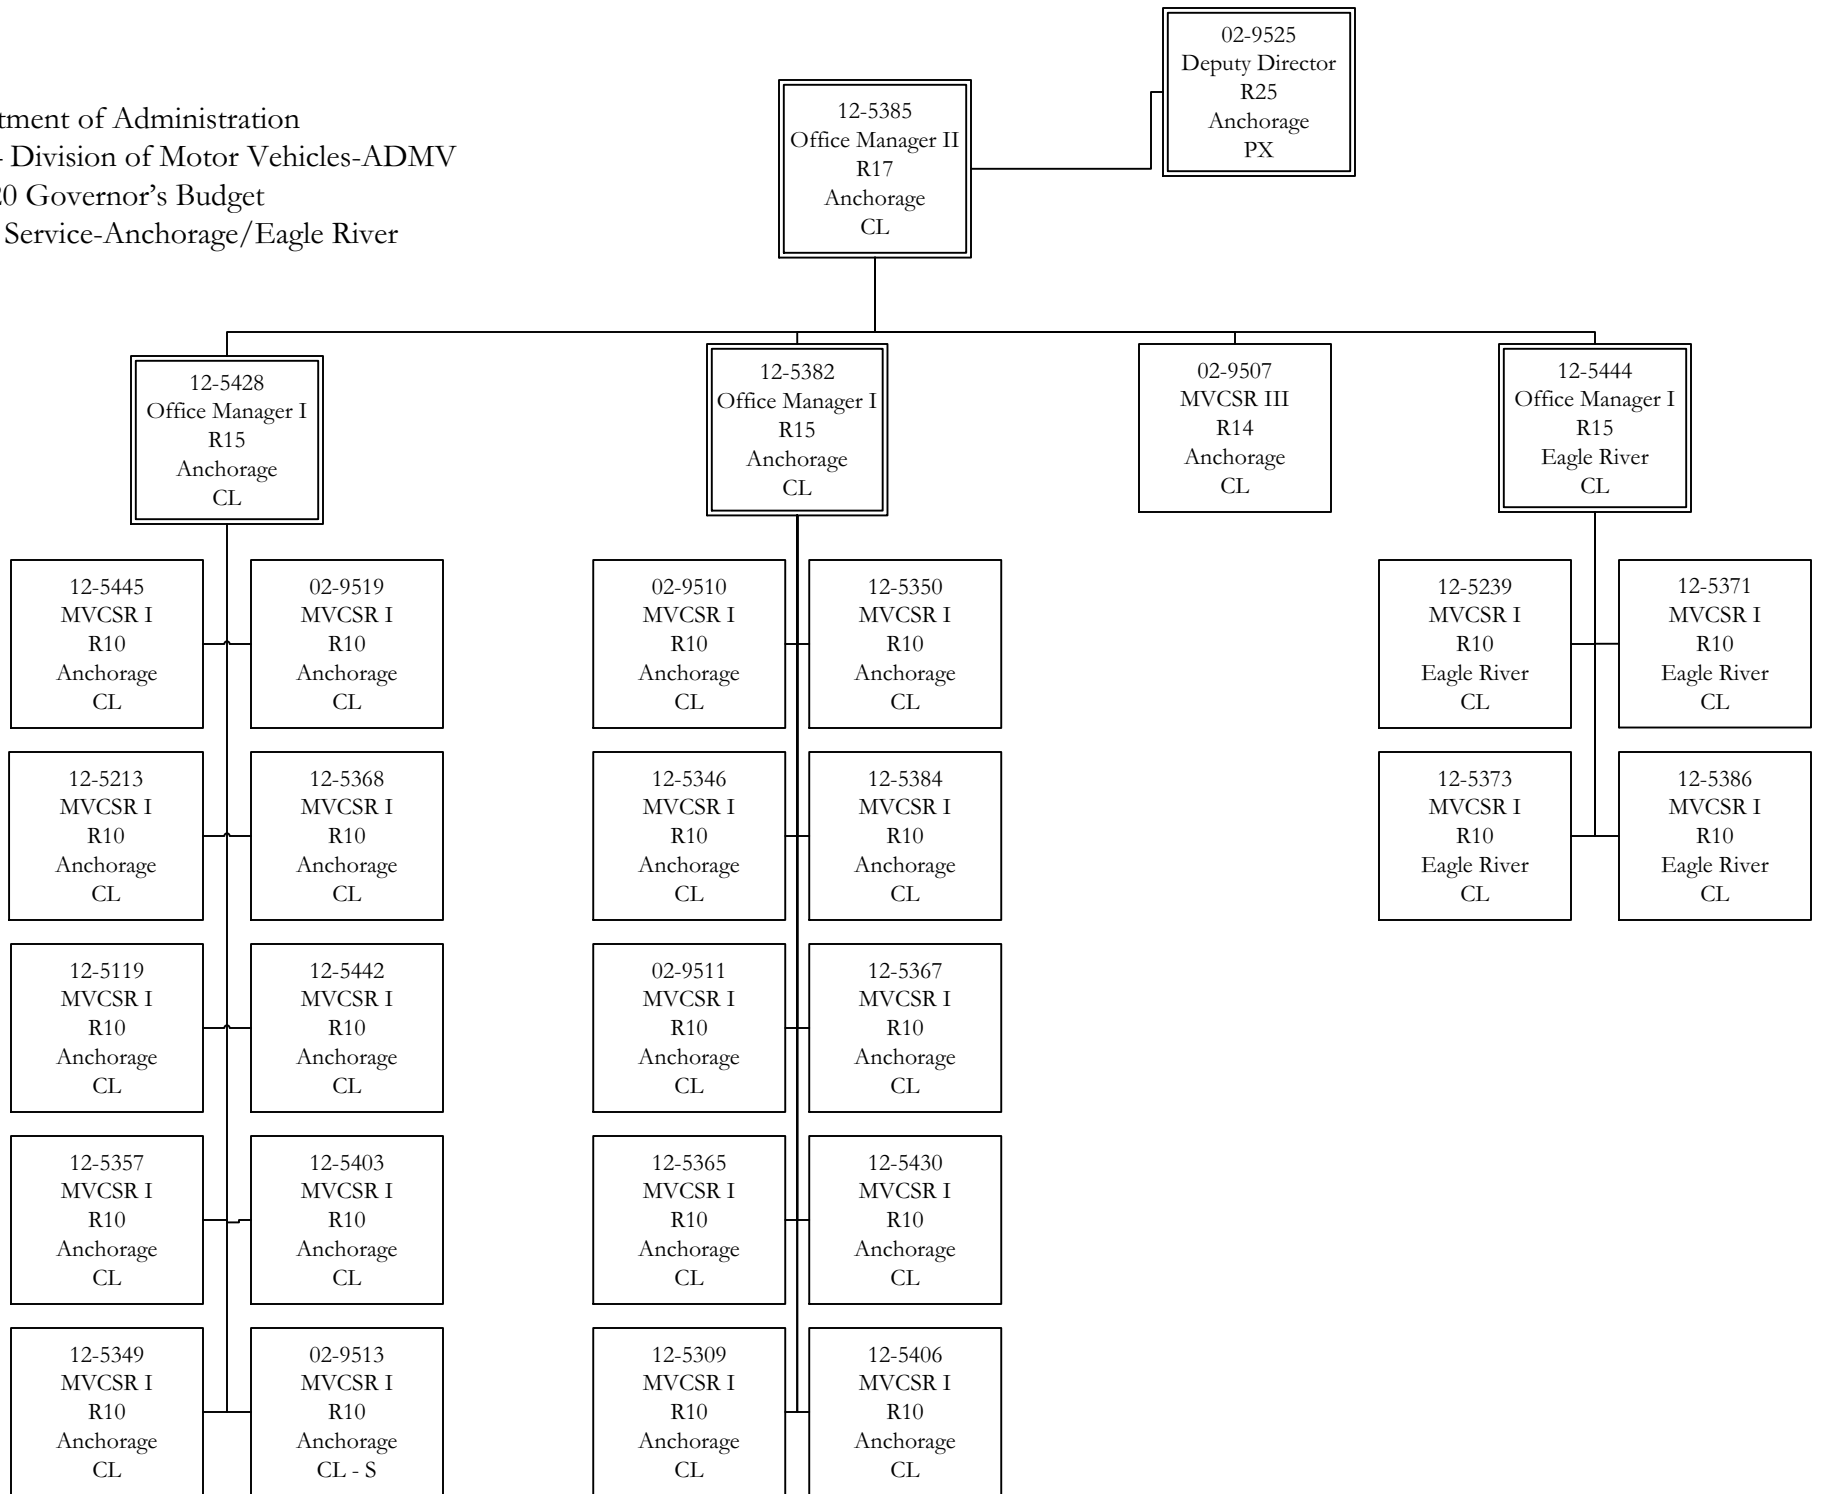 02-9525
Deputy Director
R25
Anchorage
PX
12-5385
Office Manager II
R17
Anchorage
CL
of Administration
Division of Motor Vehicles-ADMV
Governor's Budget
Service-Anchorage/Eagle River
12-5428
Office Manager I
R15
Anchorage
CL
12-5382
Office Manager I
R15
Anchorage
CL
02-9507
MVCSR III
R14
Anchorage
CL
12-5444
Office Manager I
R15
Eagle River
CL
12-5445
MVCSR I
R10
Anchorage
CL
02-9519
MVCSR I
R10
Anchorage
CL
02-9510
MVCSR I
R10
Anchorage
CL
12-5350
MVCSR I
R10
Anchorage
CL
12-5239
MVCSR I
R10
Eagle River
CL
12-5371
MVCSR I
R10
Eagle River
CL
12-5213
MVCSR I
R10
Anchorage
CL
12-5368
MVCSR I
R10
Anchorage
CL
12-5346
MVCSR I
R10
Anchorage
CL
12-5384
MVCSR I
R10
Anchorage
CL
12-5373
MVCSR I
R10
Eagle River
CL
12-5386
MVCSR I
R10
Eagle River
CL
12-5119
MVCSR I
R10
Anchorage
CL
12-5442
MVCSR I
R10
Anchorage
CL
02-9511
MVCSR I
R10
Anchorage
CL
12-5367
MVCSR I
R10
Anchorage
CL
12-5357
MVCSR I
R10
Anchorage
CL
12-5403
MVCSR I
R10
Anchorage
CL
12-5365
MVCSR I
R10
Anchorage
CL
12-5430
MVCSR I
R10
Anchorage
CL
12-5349
MVCSR I
R10
Anchorage
CL
02-9513
MVCSR I
R10
Anchorage
CL - S
12-5309
MVCSR I
R10
Anchorage
CL
12-5406
MVCSR I
R10
Anchorage
CL